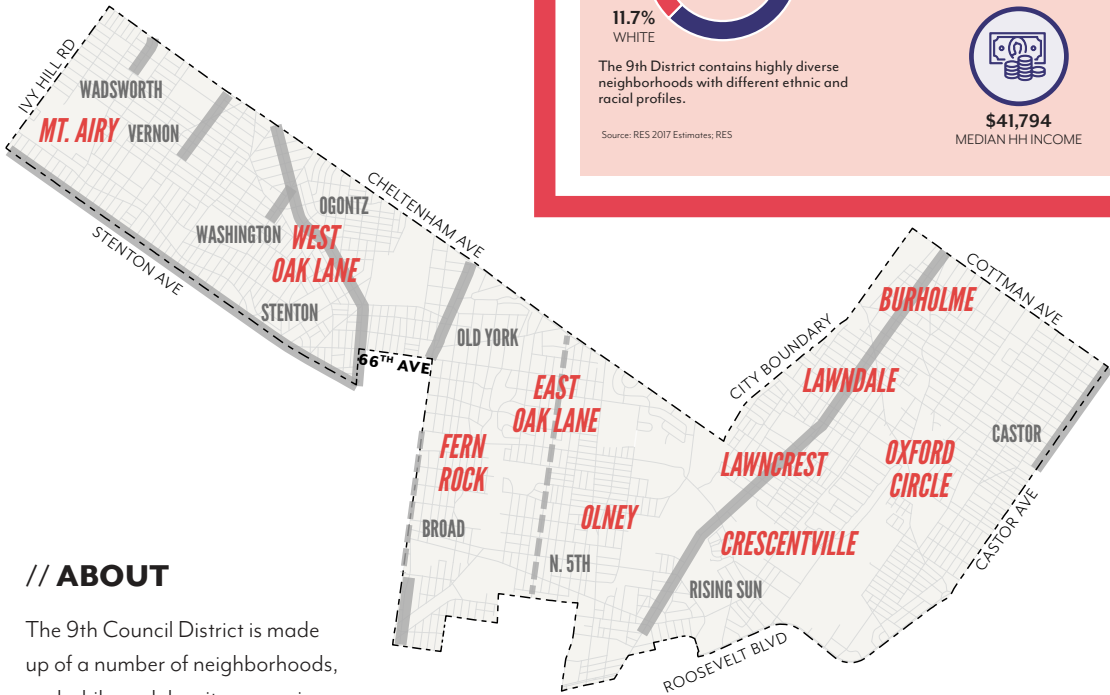 11.7%
WHITE
The 9th District contains highly diverse
neighborhoods with different ethnic and
racial profiles.
Source: RES 2017 Estimates; RES
$41,794
MEDIAN HH INCOME
IVY HILL RD
WADSWORTH
MT. AIRY
VERNON
CHELTENHAM AVE
OGONTZ
WASHINGTON
WEST
OAK LANE
STENTON AVE
STENTON
66TH AVE
OLD YORK
EAST
OAK LANE
FERN
ROCK
BROAD
OLNEY
N. 5TH
COTTMAN AVE
BURHOLME
CITY BOUNDARY
LAWNDALE
CASTOR
LAWNCREST
OXFORD
CIRCLE
CRESCENTVILLE
CASTOR AVE
RISING SUN
ROOSEVELT BLVD
// ABOUT
The 9th Council District is made
up of a number of neighborhoods,